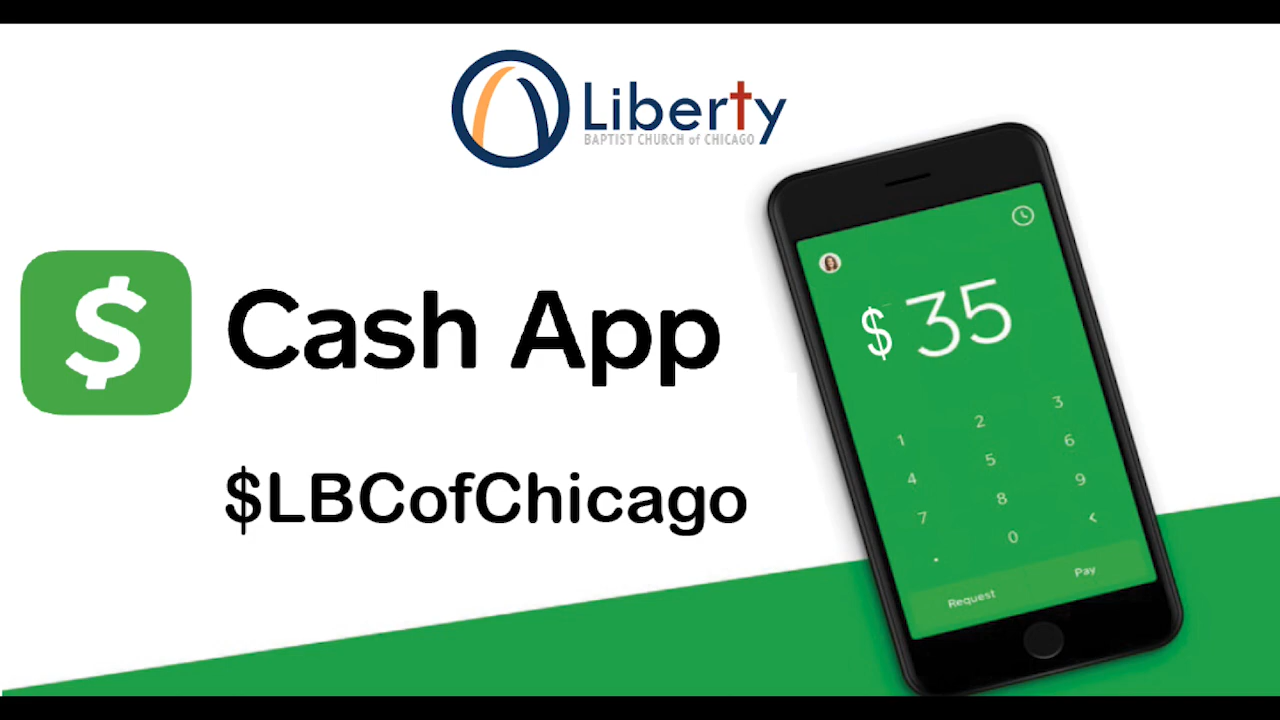 Liberty
BAPTIST CHURCH of CHICAGO
$
Cash App
$LBCofChicago
$ 35
1 2 3
4 5 6
7 8 9
. 0 <
Request Pay